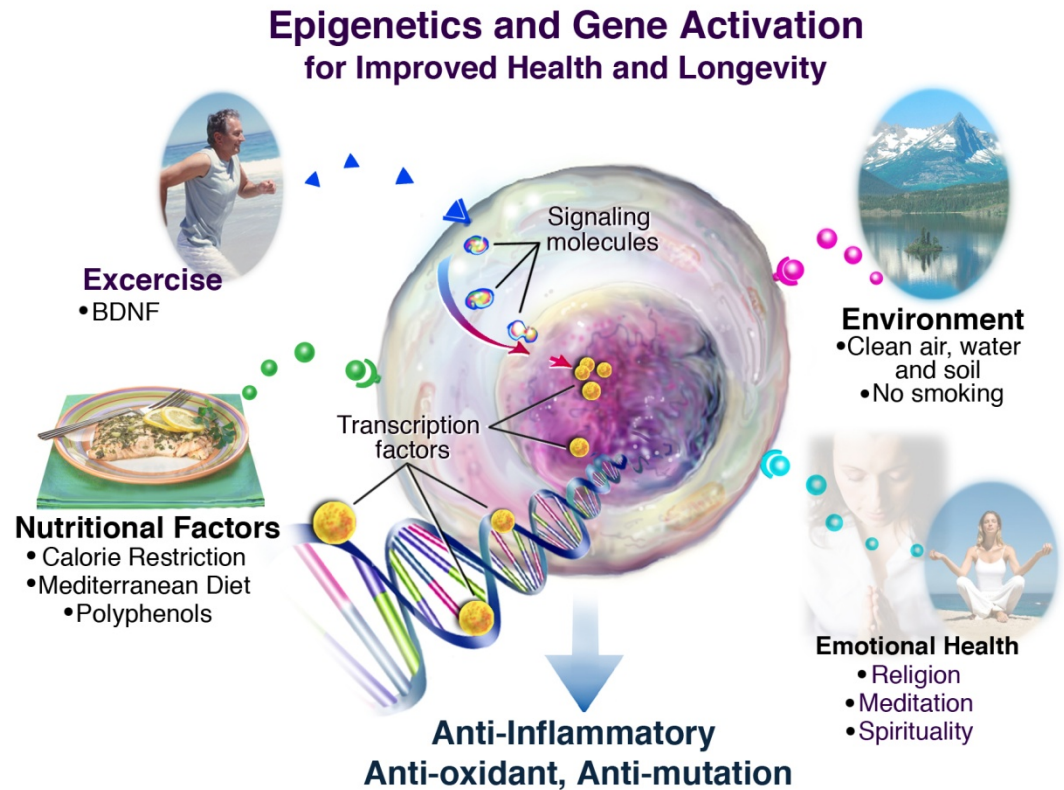 Epigenetics and Gene Activation
for Improved Health and Longevity
Excercise
•BDNF
Signaling
molecules
Environment
•Clean air, water
and soil
•No smoking
Transcription
factors
Nutritional Factors
• Calorie Restriction
•Mediterranean Diet
•Polyphenols
Emotional Health
•Religion
•Meditation
•Spirituality
Anti-Inflammatory
Anti-oxidant, Anti-mutation